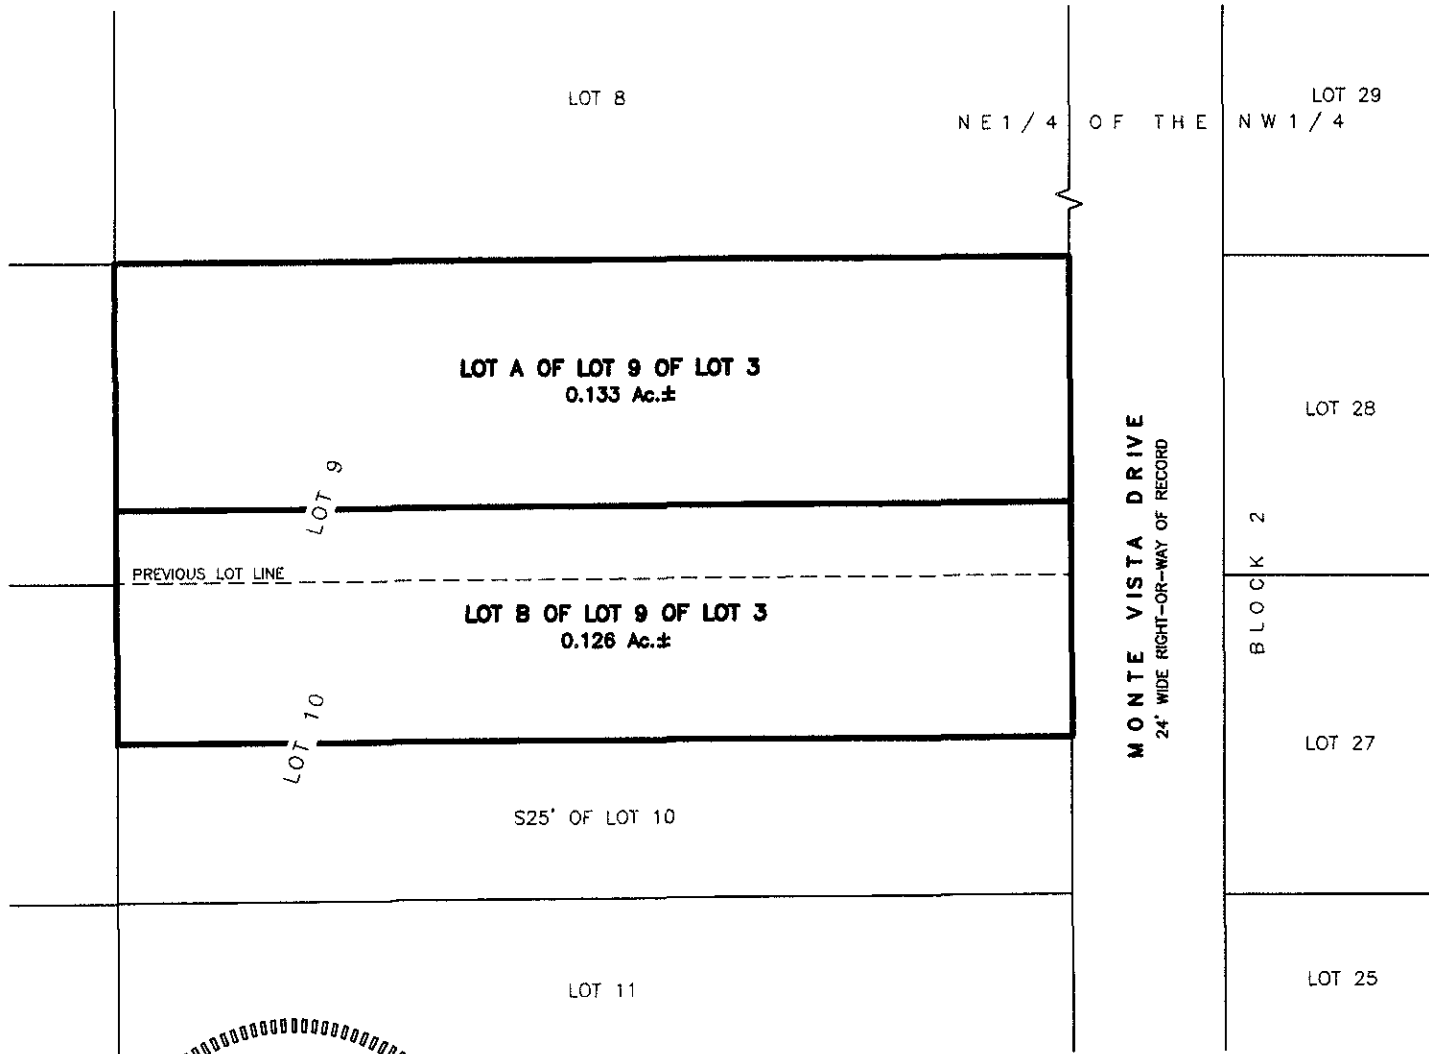 LOT 8
LOT 29
NE1/4 OF THE NW1/4
LOT A OF LOT 9 OF LOT 3
0.133 Ac.±
LOT 28
LOT 9
MONTE VISTA DRIVE
24' WIDE RIGHT-OR-WAY OF RECORD
BLOCK 2
PREVIOUS LOT LINE
LOT B OF LOT 9 OF LOT 3
0.126 Ac.±
LOT 10
LOT 27
S25' OF LOT 10
LOT 11
LOT 25